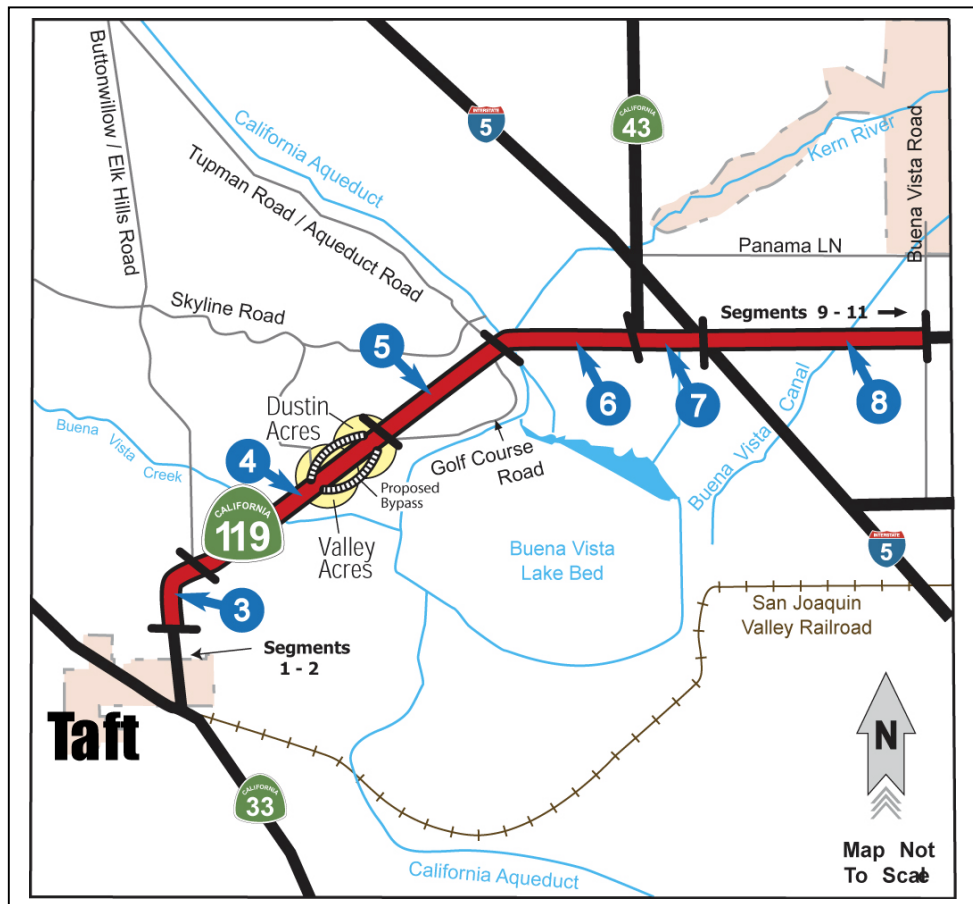 Buttonwillow / Elk Hills Road
California Aqueduct
Tupman Road / Aqueduct Road
INTERSTATE
5
CALIFORNIA
43
Kern River
Buena Vista Road
Panama LN
Skyline Road
Segments 9 - 11
5
6
7
8
Dustin
Acres
Buena
Vista
Creek
4
Golf Course
Road
Proposed
Bypass
Buena Vista Canal
CALIFORNIA
119
Valley
Acres
Buena Vista
Lake Bed
INTERSTATE
5
3
San Joaquin
Valley Railroad
Segments
1 - 2
Taft
N
CALIFORNIA
33
Map Not
To Scale
California Aqueduct